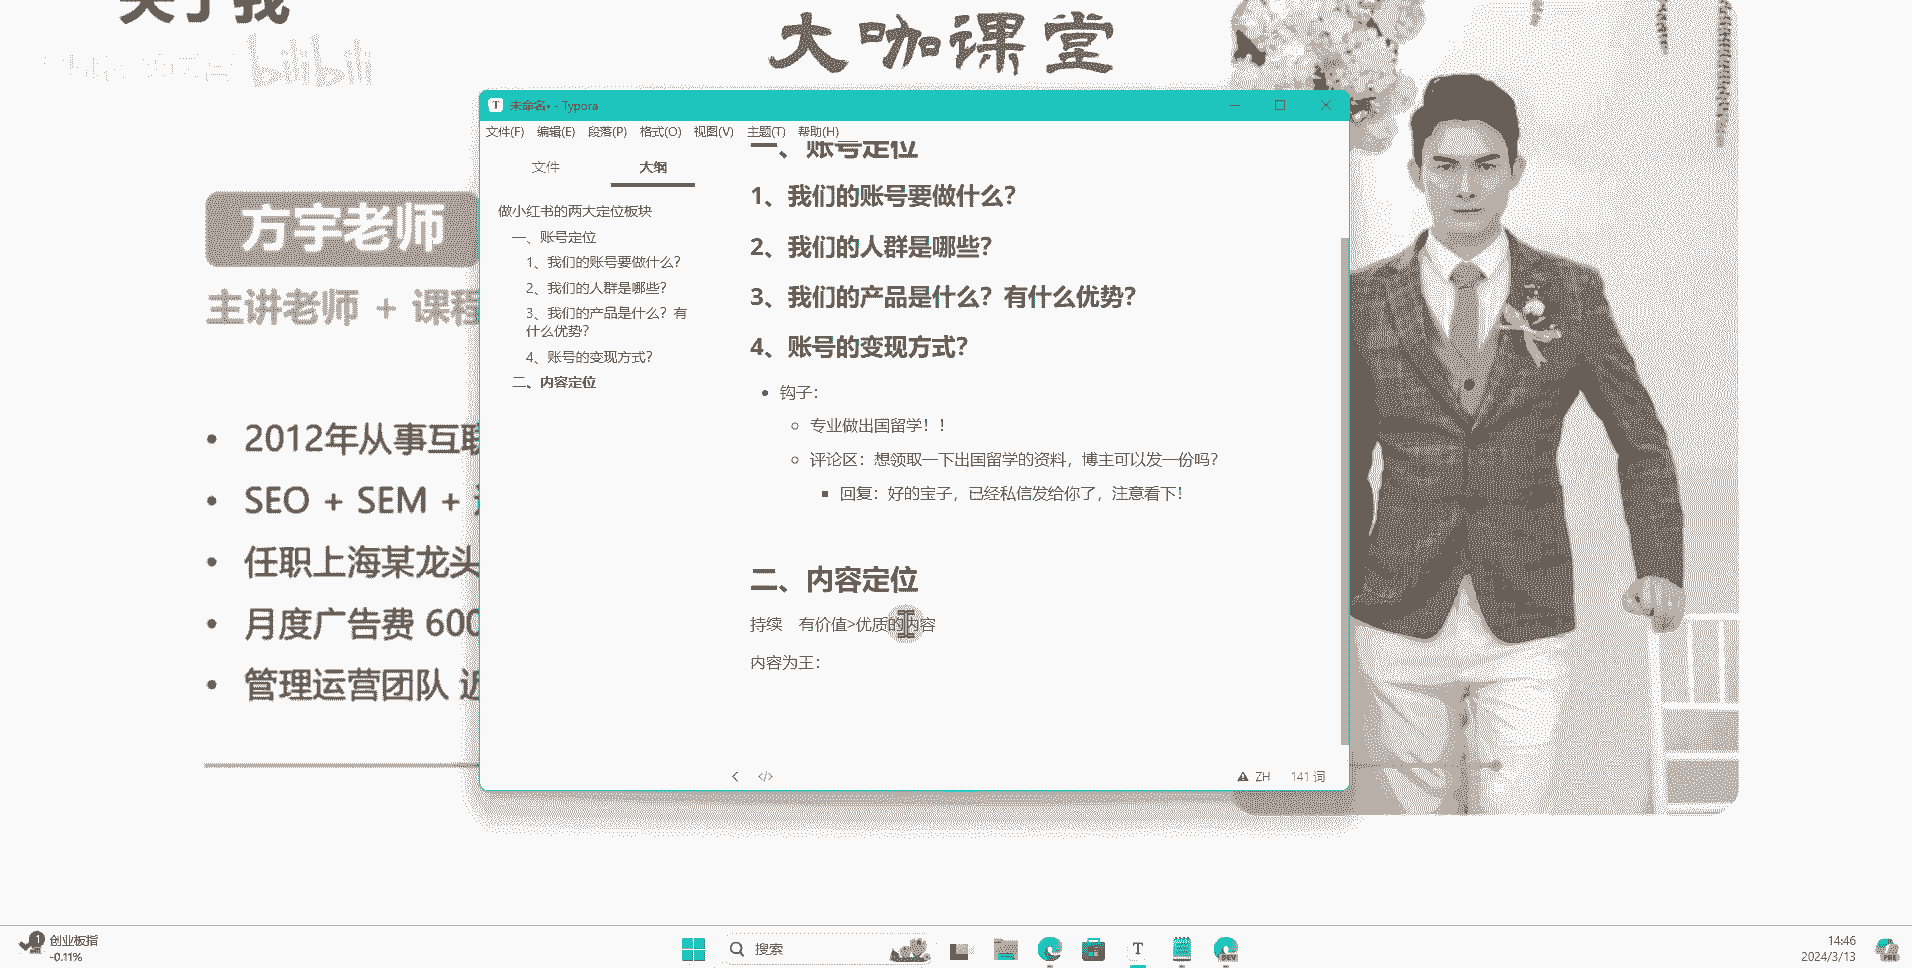 关于我
bilibili
大咖课堂
方宇老师
主讲老师 + 课程
2012年从事互联
SEO + SEM +
任职上海某龙头
月度广告费 600
管理运营团队 近
未命名• - Typora
文件(F) 编辑(E) 段落(P) 格式(O) 视图(V) 主题(T) 帮助(H)
文件 大纲
做小红书的两大定位板块
一、账号定位
1、我们的账号要做什么？
2、我们的人群是哪些？
3、我们的产品是什么？有
什么优势？
4、账号的变现方式？
二、内容定位
一、账号定位
1、我们的账号要做什么？
2、我们的人群是哪些？
3、我们的产品是什么？有什么优势？
4、账号的变现方式？
钩子：
专业做出国留学！！
评论区：想领取一下出国留学的资料，博主可以发一份吗？
回复：好的宝子，已经私信发给你了，注意看下！
二、内容定位
持续 有价值>优质的内容
内容为王：
ZH 141 词
1 创业板指
-0.11%
搜索
T
DEV
14:46
2024/3/13
PRE